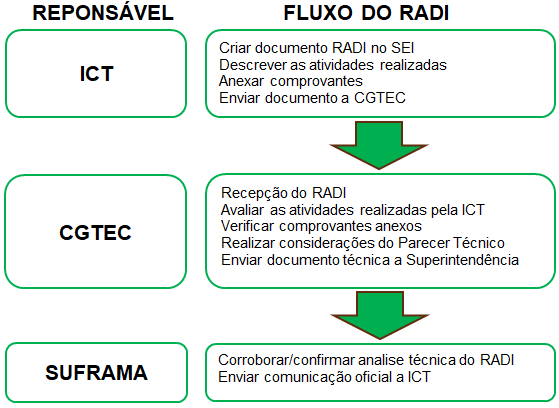 REPONSÁVEL
FLUXO DO RADI
ICT
Criar documento RADI no SEI
Descrever as atividades realizadas
Anexar comprovantes
Enviar documento a CGTEC
CGTEC
Recepção do RADI
Avaliar as atividades realizadas pela ICT
Verificar comprovantes anexos
Realizar considerações do Parecer Técnico
Enviar documento técnica a Superintendência
SUFRAMA
Corroborar/confirmar analise técnica do RADI
Enviar comunicação oficial a ICT